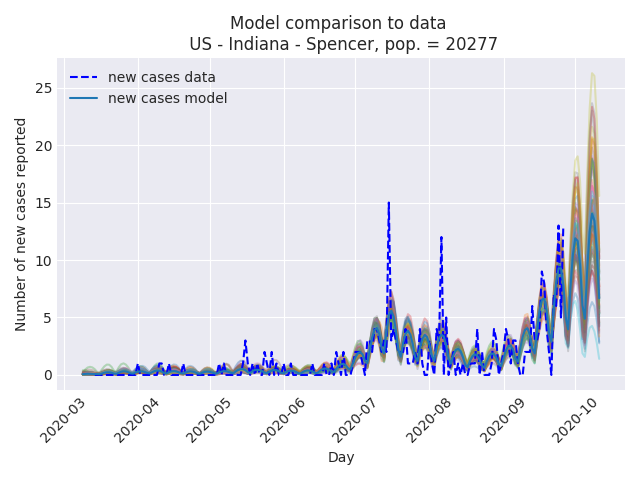 Model comparison to data
US - Indiana - Spencer, pop. = 20277
new cases data
new cases model
Number of new cases reported
25
20
15
10
5
0
2020-03
2020-04
2020-05
2020-06
2020-07
2020-08
2020-09
2020-10
Day